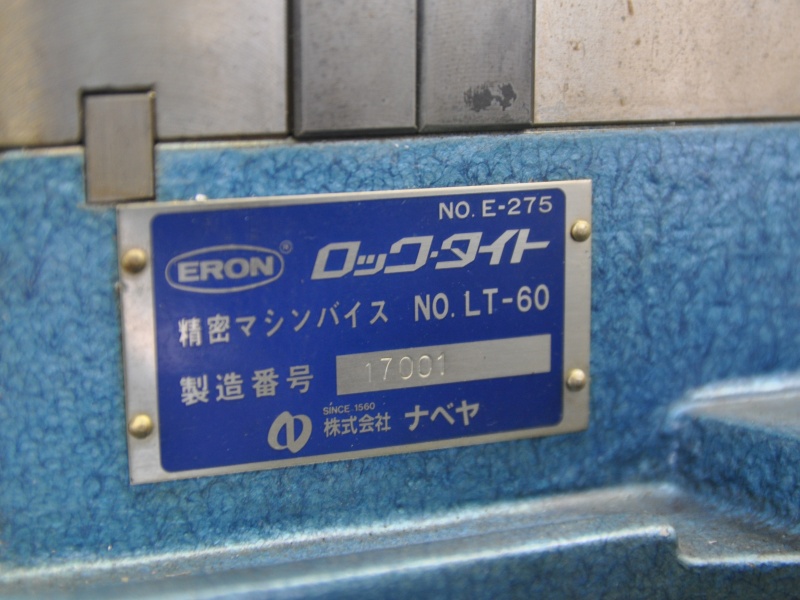 NO. E-275
ERON® ロック・タイト
精密マシンバイス NO. LT-60
製造番号 17001
SINCE 1560
株式会社 ナベヤ